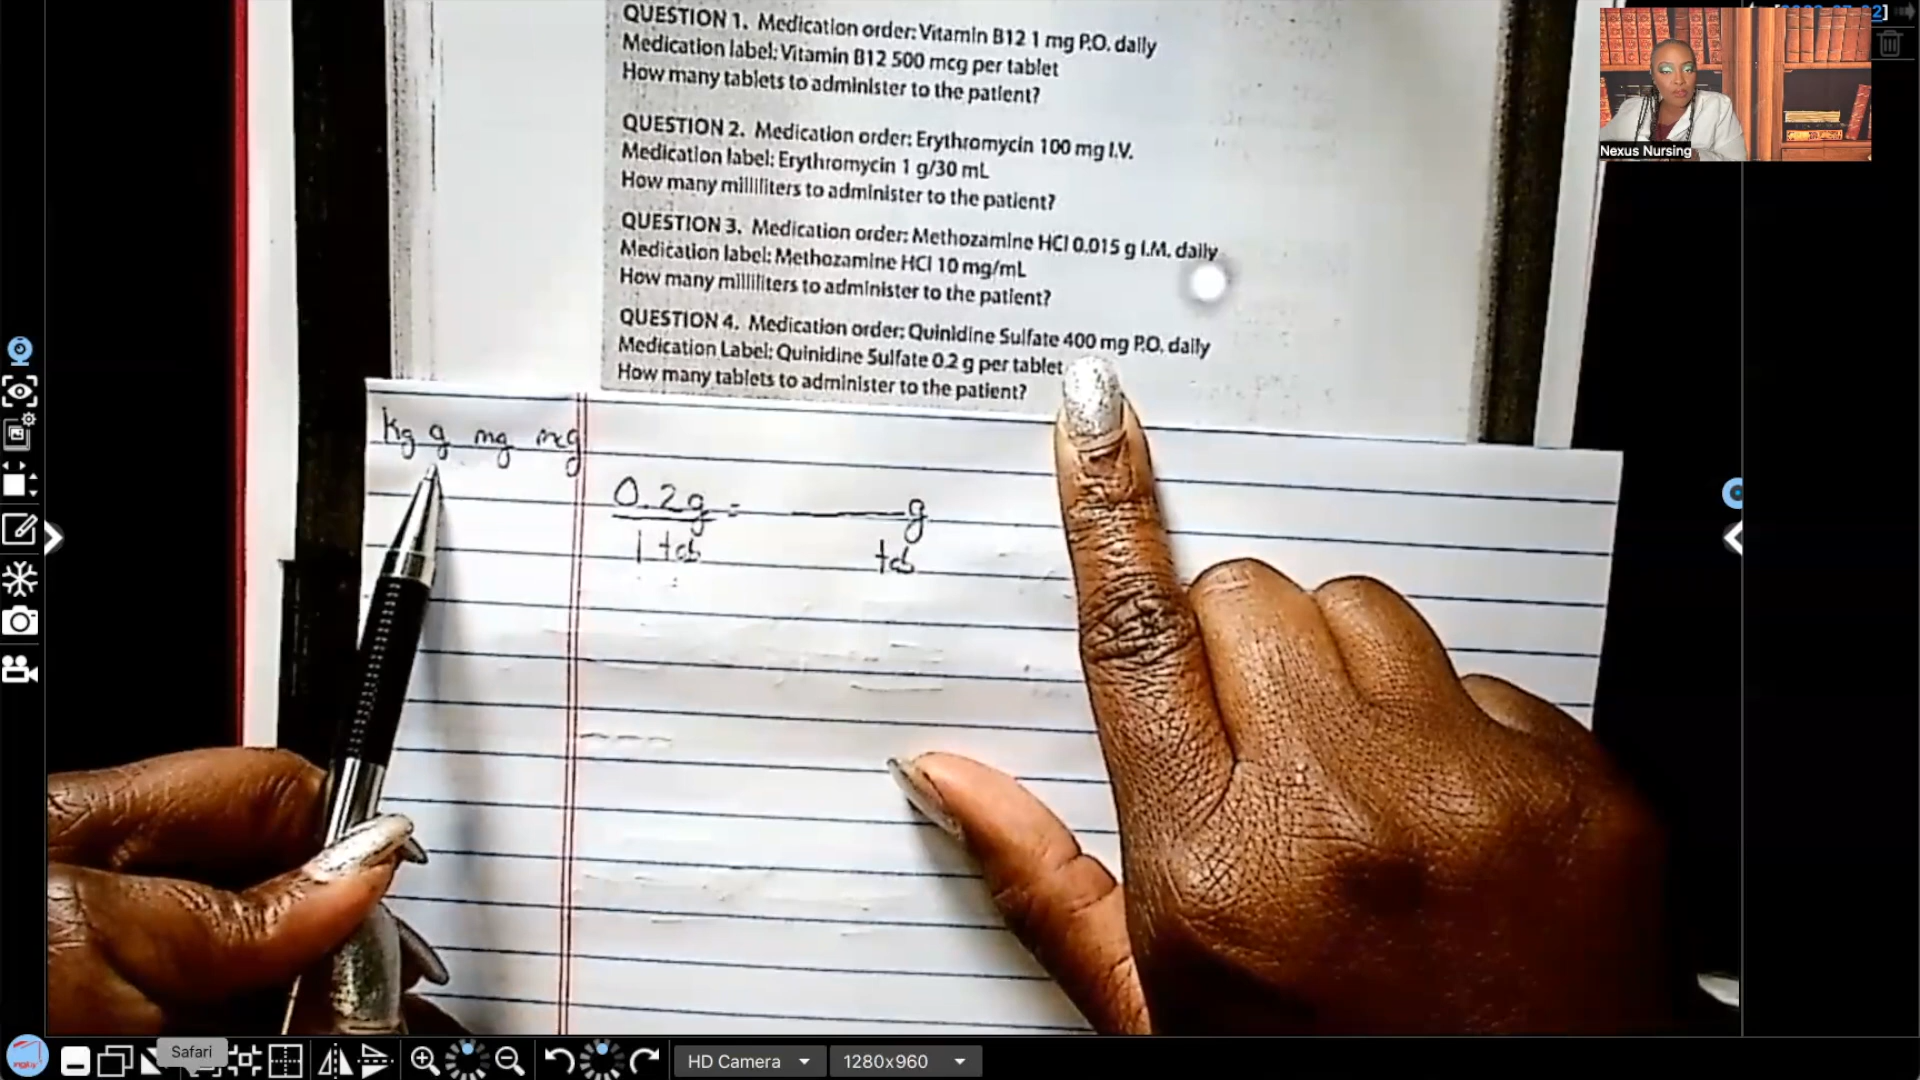 QUESTION 1. Medication order: Vitamin B12 1 mg P.O. daily
Medication label: Vitamin B12 500 mcg per tablet
How many tablets to administer to the patient?
QUESTION 2. Medication order: Erythromycin 100 mg I.V.
Medication label: Erythromycin 1 g/30 mL
How many milliliters to administer to the patient?
QUESTION 3. Medication order: Methozamine HCl 0.015 g I.M. daily
Medication label: Methozamine HCl 10 mg/mL
How many milliliters to administer to the patient?
QUESTION 4. Medication order: Quinidine Sulfate 400 mg P.O. daily
Medication Label: Quinidine Sulfate 0.2 g per tablet
How many tablets to administer to the patient?
kg g mg mcg
0.2g = g
1 tab tab
Nexus Nursing
Safari
HD Camera
1280x960